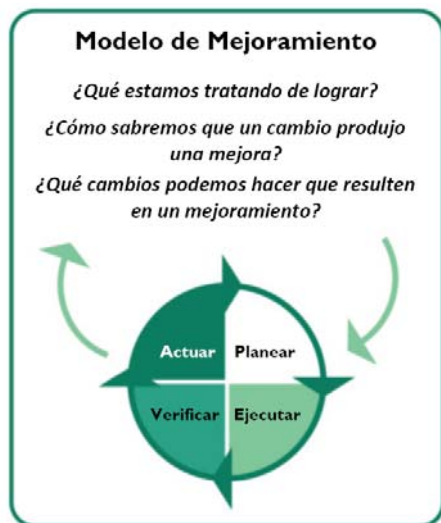 Modelo de Mejoramiento
¿Qué estamos tratando de lograr?
¿Cómo sabremos que un cambio produjo
una mejora?
¿Qué cambios podemos hacer que resulten
en un mejoramiento?
Actuar Planear
Verificar Ejecutar